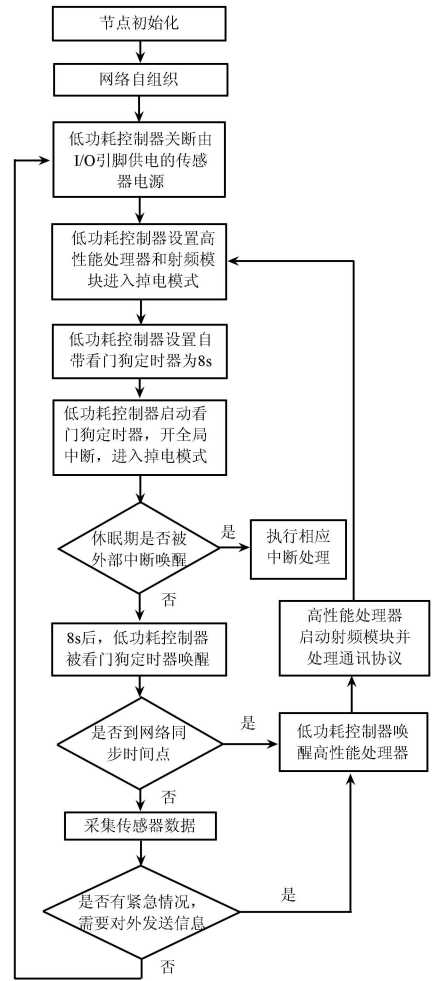 节点初始化
网络自组织
低功耗控制器关断由
I/O引脚供电的传感
器电源
低功耗控制器设置高
性能处理器和射频模
块进入掉电模式
低功耗控制器设置自
带看门狗定时器为8s
低功耗控制器启动看
门狗定时器，开全局
中断，进入掉电模式
休眠期是否被
外部中断唤醒
是
执行相应
中断处理
否
8s后，低功耗控制器
被看门狗定时器唤醒
高性能处理器
启动射频模块并
处理通讯协议
是否到网络同
步时间点
是
低功耗控制器唤
醒高性能处理器
否
采集传感器数据
是否有紧急情况，
需要对外发送信息
是
否